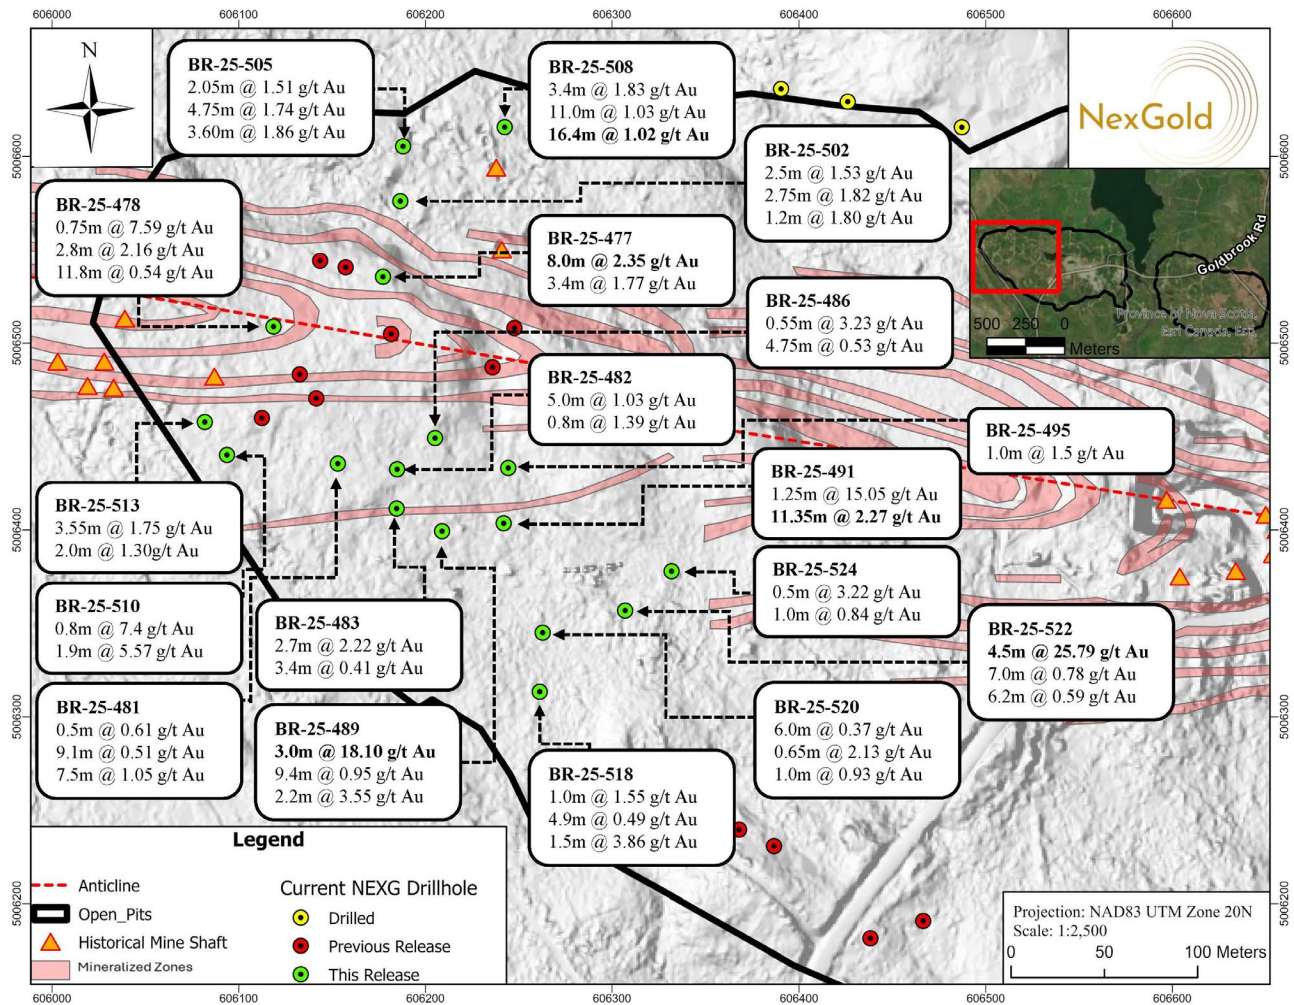 606000
606100
606200
606300
606400
606500
606600
5006600
5006500
5006400
5006300
5006200
5006600
5006500
5006400
5006300
5006200
N
BR-25-505
2.05m @ 1.51 g/t Au
4.75m @ 1.74 g/t Au
3.60m @ 1.86 g/t Au
BR-25-508
3.4m @ 1.83 g/t Au
11.0m @ 1.03 g/t Au
16.4m @ 1.02 g/t Au
NexGold
BR-25-502
2.5m @ 1.53 g/t Au
2.75m @ 1.82 g/t Au
1.2m @ 1.80 g/t Au
BR-25-478
0.75m @ 7.59 g/t Au
2.8m @ 2.16 g/t Au
11.8m @ 0.54 g/t Au
BR-25-477
8.0m @ 2.35 g/t Au
3.4m @ 1.77 g/t Au
Goldbrook Rd
Province of Nova Scotia,
Esri Canada, Esri
500 250 0
Meters
BR-25-486
0.55m @ 3.23 g/t Au
4.75m @ 0.53 g/t Au
BR-25-482
5.0m @ 1.03 g/t Au
0.8m @ 1.39 g/t Au
BR-25-495
1.0m @ 1.5 g/t Au
BR-25-491
1.25m @ 15.05 g/t Au
11.35m @ 2.27 g/t Au
BR-25-513
3.55m @ 1.75 g/t Au
2.0m @ 1.30g/t Au
BR-25-524
0.5m @ 3.22 g/t Au
1.0m @ 0.84 g/t Au
BR-25-510
0.8m @ 7.4 g/t Au
1.9m @ 5.57 g/t Au
BR-25-483
2.7m @ 2.22 g/t Au
3.4m @ 0.41 g/t Au
BR-25-522
4.5m @ 25.79 g/t Au
7.0m @ 0.78 g/t Au
6.2m @ 0.59 g/t Au
BR-25-481
0.5m @ 0.61 g/t Au
9.1m @ 0.51 g/t Au
7.5m @ 1.05 g/t Au
BR-25-489
3.0m @ 18.10 g/t Au
9.4m @ 0.95 g/t Au
2.2m @ 3.55 g/t Au
BR-25-520
6.0m @ 0.37 g/t Au
0.65m @ 2.13 g/t Au
1.0m @ 0.93 g/t Au
BR-25-518
1.0m @ 1.55 g/t Au
4.9m @ 0.49 g/t Au
1.5m @ 3.86 g/t Au
Legend
Anticline
Open_Pits
Historical Mine Shaft
Mineralized Zones
Current NEXG Drillhole
Drilled
Previous Release
This Release
Projection: NAD83 UTM Zone 20N
Scale: 1:2,500
0 50 100 Meters
606000
606100
606200
606300
606400
606500
606600